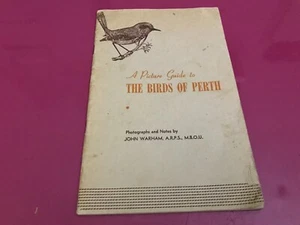 A Picture Guide to
THE BIRDS OF PERTH
Photographs and Notes by
JOHN WARHAM, A.R.P.S., M.B.O.U.